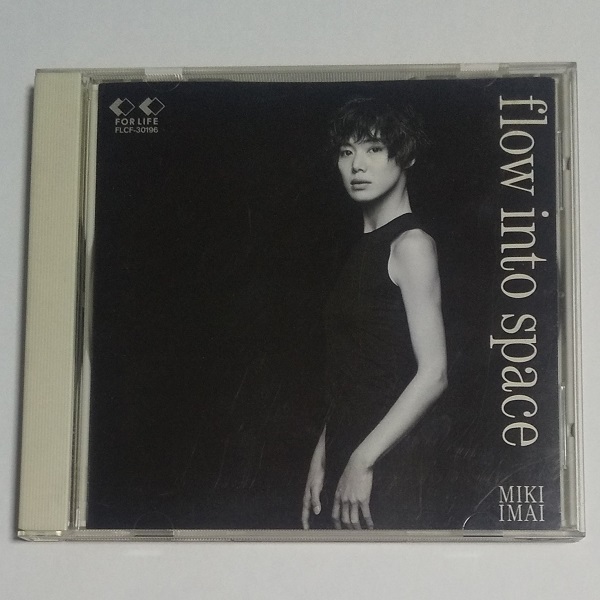 FOR LIFE
FLCF-30196
flow into space
MIKI
IMAI